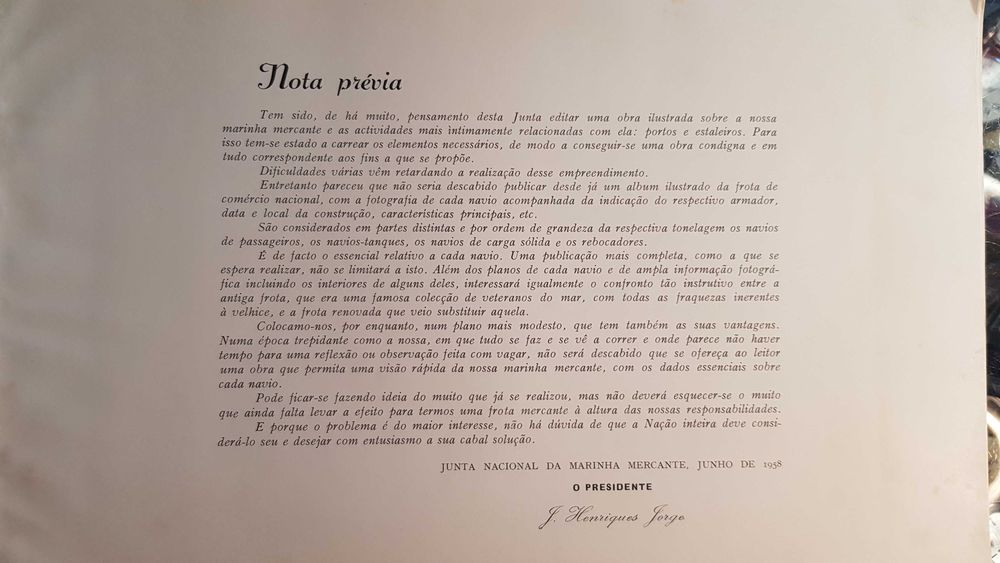 Nota prévia
Tem sido, de há muito, pensamento desta Junta editar uma obra ilustrada sobre a nossa
marinha mercante e as actividades mais intimamente relacionadas com ela: portos e estaleiros. Para
isso tem-se estado a carrear os elementos necessários, de modo a conseguir-se uma obra condigna e em
tudo correspondente aos fins a que se propõe.
Dificuldades várias vêm retardando a realização desse empreendimento.
Entretanto pareceu que não seria descabido publicar desde já um album ilustrado da frota de
comércio nacional, com a fotografia de cada navio acompanhada da indicação do respectivo armador,
data e local da construção, características principais, etc.
São considerados em partes distintas e por ordem de grandeza da respectiva tonelagem os navios
de passageiros, os navios-tanques, os navios de carga sólida e os rebocadores.
É de facto o essencial relativo a cada navio. Uma publicação mais completa, como a que se
espera realizar, não se limitará a isto. Além dos planos de cada navio e de ampla informação fotográ-
fica incluindo os interiores de alguns deles, interessará igualmente o confronto tão instrutivo entre a
antiga frota, que era uma famosa colecção de veteranos do mar, com todas as fraquezas inerentes
à velhice, e a frota renovada que veio substituir aquela.
Colocamo-nos, por enquanto, num plano mais modesto, que tem também as suas vantagens.
Numa época trepidante como a nossa, em que tudo se faz e se vê a correr e onde parece não haver
tempo para uma reflexão ou observação feita com vagar, não será descabido que se ofereça ao leitor
uma obra que permita uma visão rápida da nossa marinha mercante, com os dados essenciais sobre
cada navio.
Pode ficar-se fazendo ideia do muito que já se realizou, mas não deverá esquecer-se o muito
que ainda falta levar a efeito para termos uma frota mercante à altura das nossas responsabilidades.
E porque o problema é do maior interesse, não há dúvida de que a Nação inteira deve consi-
derá-lo seu e desejar com entusiasmo a sua cabal solução.
JUNTA NACIONAL DA MARINHA MERCANTE, JUNHO DE 1958
O PRESIDENTE
J. Henriques Jorge